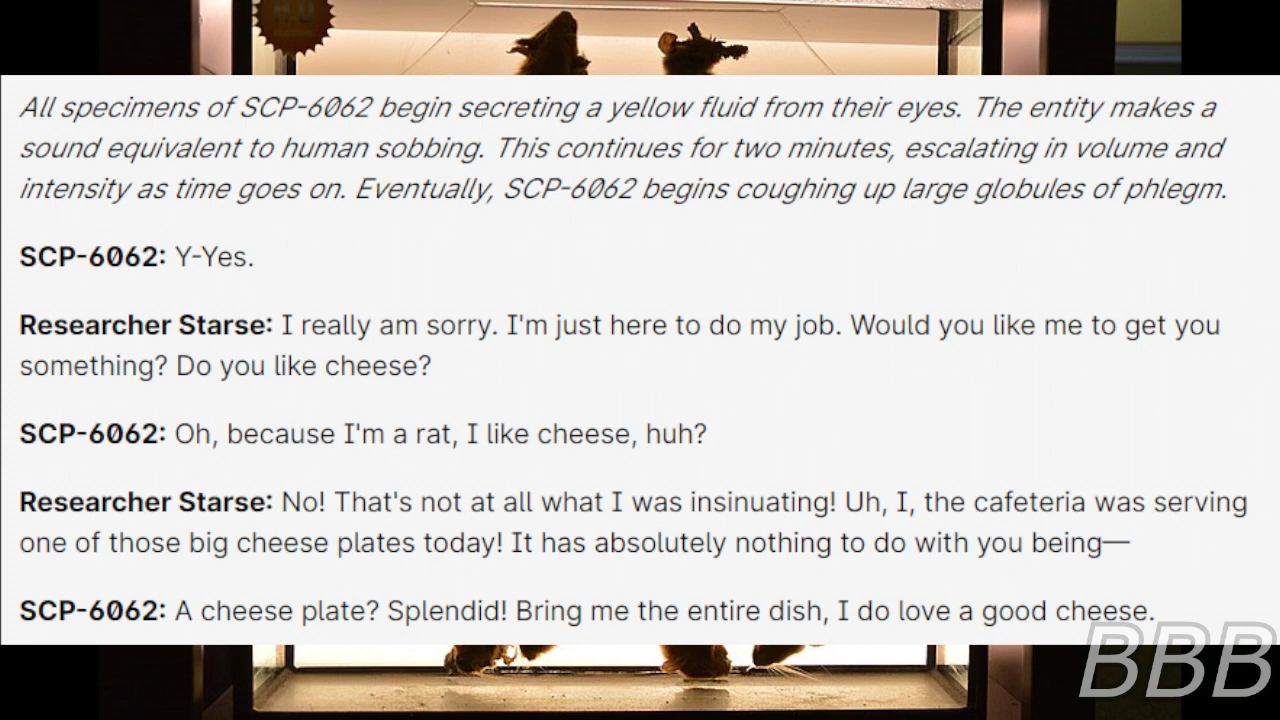 All specimens of SCP-6062 begin secreting a yellow fluid from their eyes. The entity makes a
sound equivalent to human sobbing. This continues for two minutes, escalating in volume and
intensity as time goes on. Eventually, SCP-6062 begins coughing up large globules of phlegm.
SCP-6062: Y-Yes.
Researcher Starse: I really am sorry. I'm just here to do my job. Would you like me to get you
something? Do you like cheese?
SCP-6062: Oh, because I'm a rat, I like cheese, huh?
Researcher Starse: No! That's not at all what I was insinuating! Uh, I, the cafeteria was serving
one of those big cheese plates today! It has absolutely nothing to do with you being—
SCP-6062: A cheese plate? Splendid! Bring me the entire dish, I do love a good cheese.
BBB